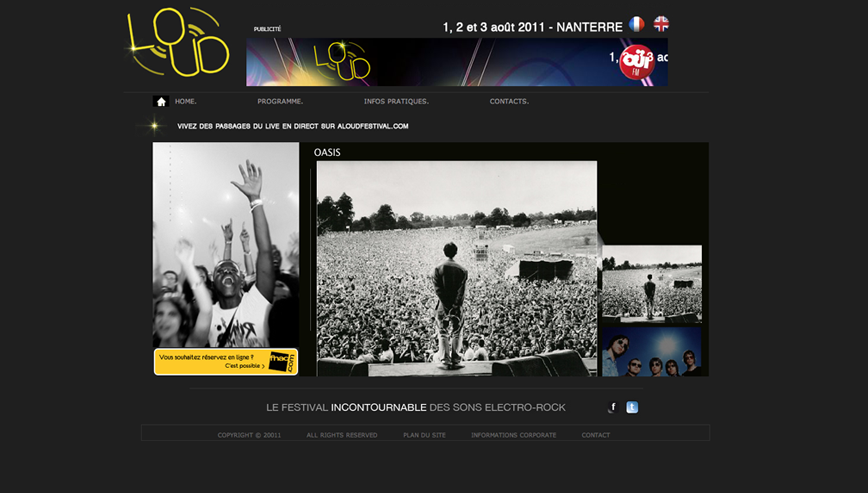 LOUD
PUBLICITÉ
1, 2 et 3 août 2011 - NANTERRE
LOUD
1, 2 3 ao
OÜI
FM
HOME.
PROGRAMME.
INFOS PRATIQUES.
CONTACTS.
VIVEZ DES PASSAGES DU LIVE EN DIRECT SUR ALOUDFESTIVAL.COM
OASIS
Vous souhaitez réservez en ligne ?
C'est possible >
fnac.com
LE FESTIVAL INCONTOURNABLE DES SONS ELECTRO-ROCK
f
t
COPYRIGHT © 20011
ALL RIGHTS RESERVED
PLAN DU SITE
INFORMATIONS CORPORATE
CONTACT